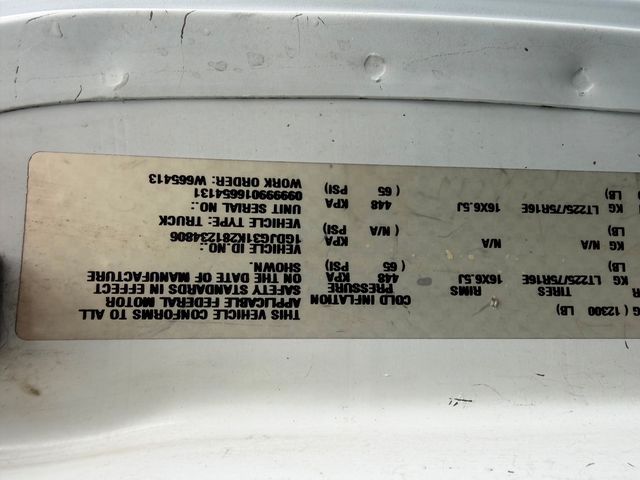 G ( 12300 LB)
TIRES RIMS COLD INFLATION PRESSURE
KG LT225/75R16E 16X6.5J 448 KPA
LB) ( 65 PSI)
KG N/A N/A KPA
LB) ( N/A PSI)
KG LT225/75R16E 16X6.5J 448 KPA
LB) ( 65 PSI)
THIS VEHICLE CONFORMS TO ALL
APPLICABLE FEDERAL MOTOR
SAFETY STANDARDS IN EFFECT
ON THE DATE OF MANUFACTURE
SHOWN.
VEHICLE ID.NO.:
1GDJG31K281234806
VEHICLE TYPE: TRUCK
UNIT SERIAL NO.:
099999016654131
WORK ORDER: W665413